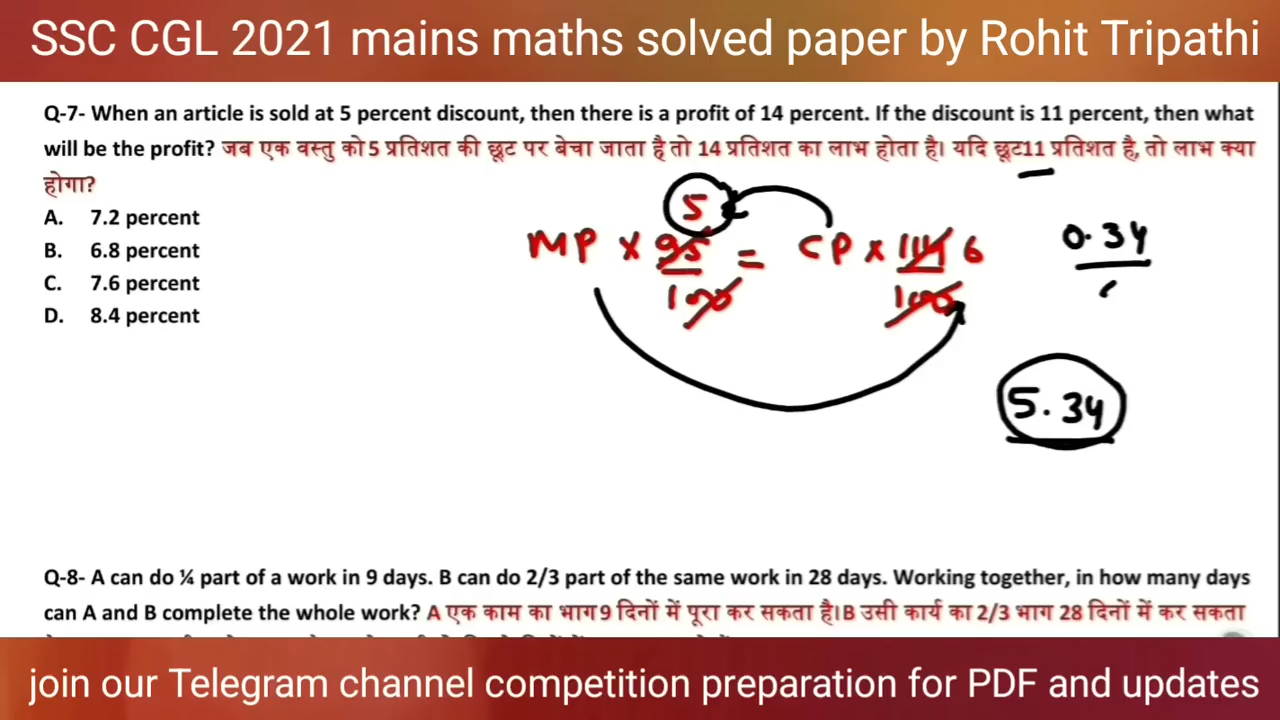 SSC CGL 2021 mains maths solved paper by Rohit Tripathi
Q-7- When an article is sold at 5 percent discount, then there is a profit of 14 percent. If the discount is 11 percent, then what
will be the profit? जब एक वस्तु को 5 प्रतिशत की छूट पर बेचा जाता है तो 14 प्रतिशत का लाभ होता है। यदि छूट11 प्रतिशत है, तो लाभ क्या
होगा?
A. 7.2 percent
B. 6.8 percent
C. 7.6 percent
D. 8.4 percent
5
MP × 95 = CP × 114 6
100 100
0.34
5.34
Q-8- A can do ¼ part of a work in 9 days. B can do 2/3 part of the same work in 28 days. Working together, in how many days
can A and B complete the whole work? A एक काम का भाग 9 दिनों में पूरा कर सकता है।B उसी कार्य का 2/3 भाग 28 दिनों में कर सकता
join our Telegram channel competition preparation for PDF and updates